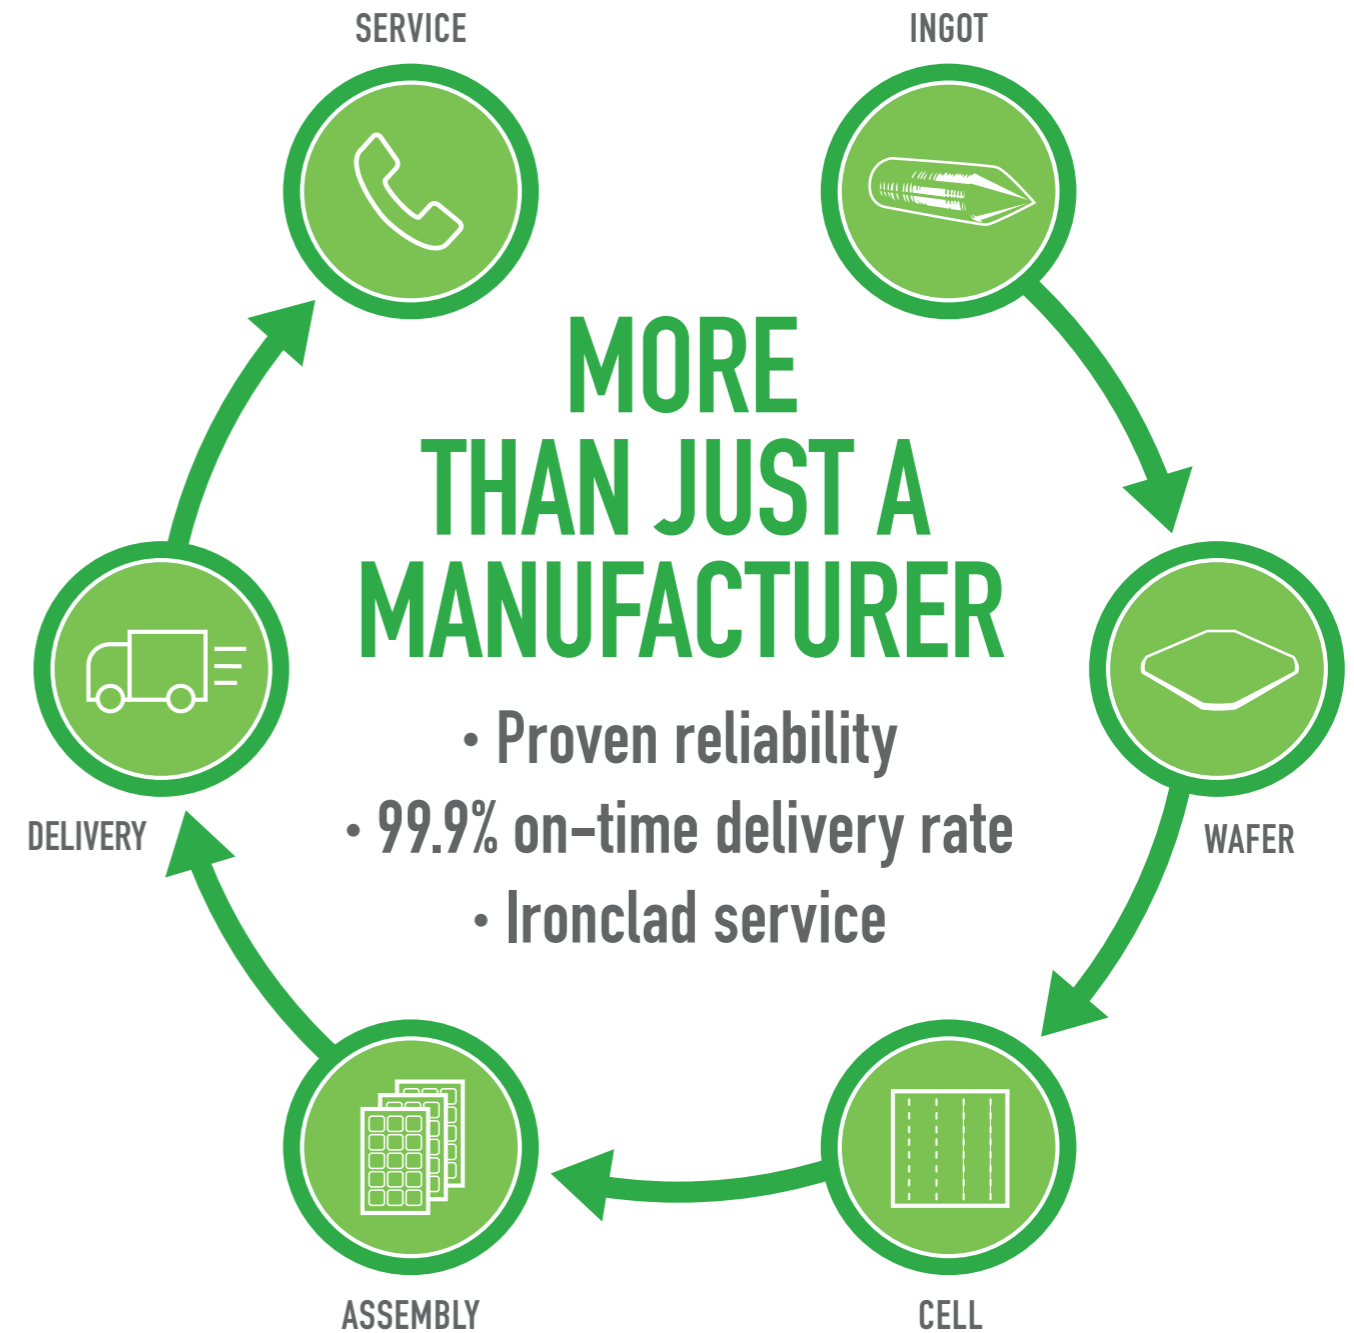 SERVICE
INGOT
MORE
THAN JUST A
MANUFACTURER
• Proven reliability
• 99.9% on-time delivery rate
• Ironclad service
DELIVERY
WAFER
ASSEMBLY
CELL